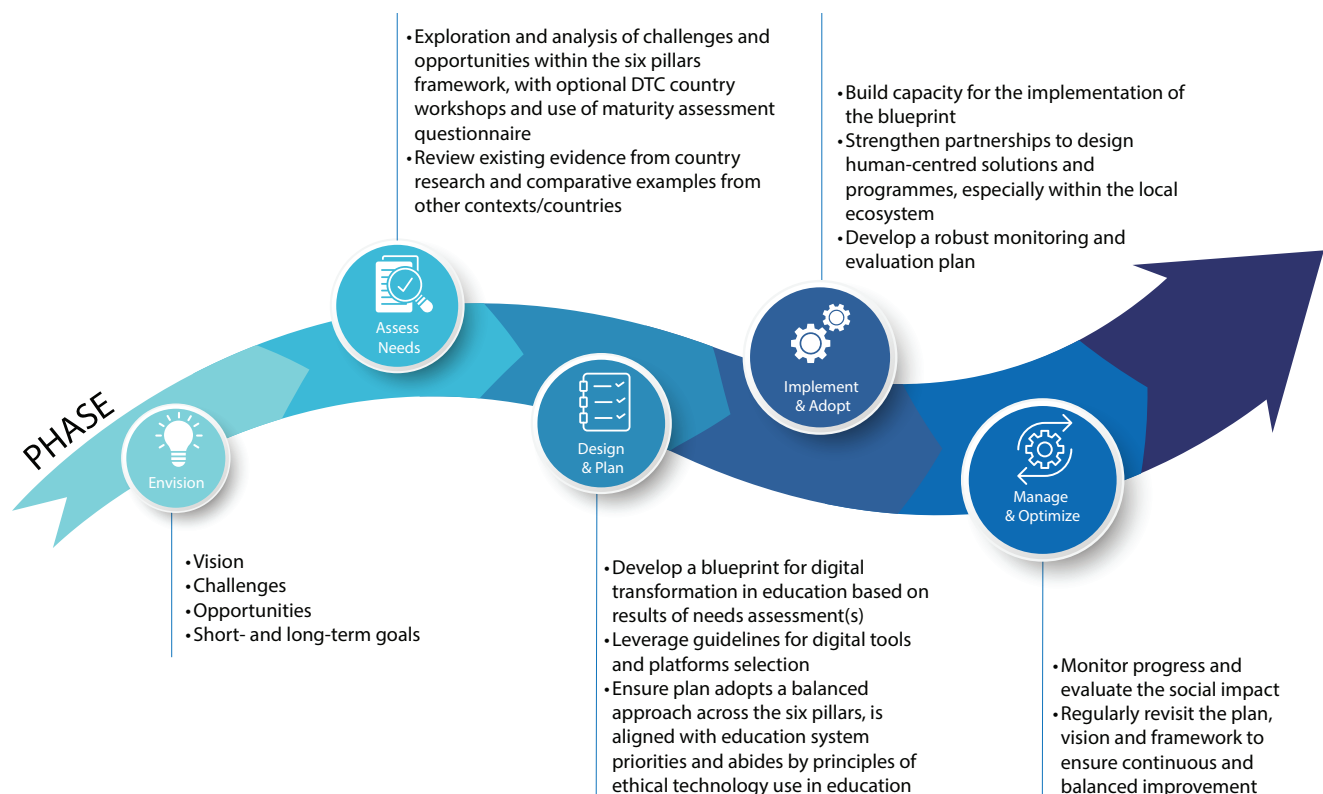 PHASE
Envision
•Vision
•Challenges
•Opportunities
•Short- and long-term goals
Assess
Needs
•Exploration and analysis of challenges and
opportunities within the six pillars
framework, with optional DTC country
workshops and use of maturity assessment
questionnaire
•Review existing evidence from country
research and comparative examples from
other contexts/countries
Design
& Plan
•Develop a blueprint for digital
transformation in education based on
results of needs assessment(s)
•Leverage guidelines for digital tools
and platforms selection
•Ensure plan adopts a balanced
approach across the six pillars, is
aligned with education system
priorities and abides by principles of
ethical technology use in education
Implement
& Adopt
•Build capacity for the implementation of
the blueprint
•Strengthen partnerships to design
human-centred solutions and
programmes, especially within the local
ecosystem
•Develop a robust monitoring and
evaluation plan
Manage
& Optimize
•Monitor progress and
evaluate the social impact
•Regularly revisit the plan,
vision and framework to
ensure continuous and
balanced improvement